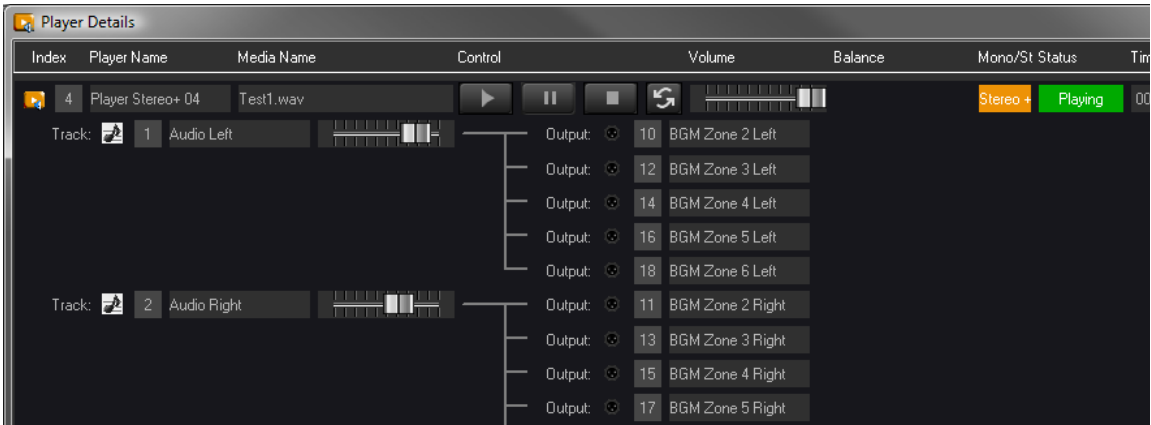 Player Details
Index Player Name Media Name Control Volume Balance Mono/St Status Tim
4 Player Stereo+ 04 Test1.wav Stereo + Playing 00
Track: 1 Audio Left Output: 10 BGM Zone 2 Left
Output: 12 BGM Zone 3 Left
Output: 14 BGM Zone 4 Left
Output: 16 BGM Zone 5 Left
Output: 18 BGM Zone 6 Left
Track: 2 Audio Right Output: 11 BGM Zone 2 Right
Output: 13 BGM Zone 3 Right
Output: 15 BGM Zone 4 Right
Output: 17 BGM Zone 5 Right